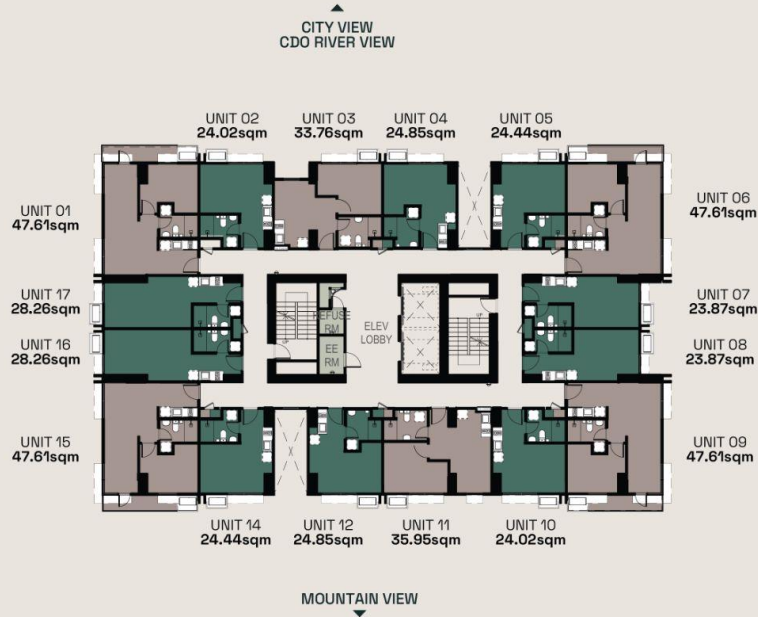 CITY VIEW
CDO RIVER VIEW
UNIT 02
24.02sqm
UNIT 03
33.76sqm
UNIT 04
24.85sqm
UNIT 05
24.44sqm
UNIT 01
47.61sqm
UNIT 06
47.61sqm
UNIT 17
28.26sqm
UNIT 07
23.87sqm
REFUSE
RM
ELEV
LOBBY
EE
RM
UNIT 16
28.26sqm
UNIT 08
23.87sqm
UNIT 15
47.61sqm
UNIT 09
47.61sqm
UNIT 14
24.44sqm
UNIT 12
24.85sqm
UNIT 11
35.95sqm
UNIT 10
24.02sqm
MOUNTAIN VIEW